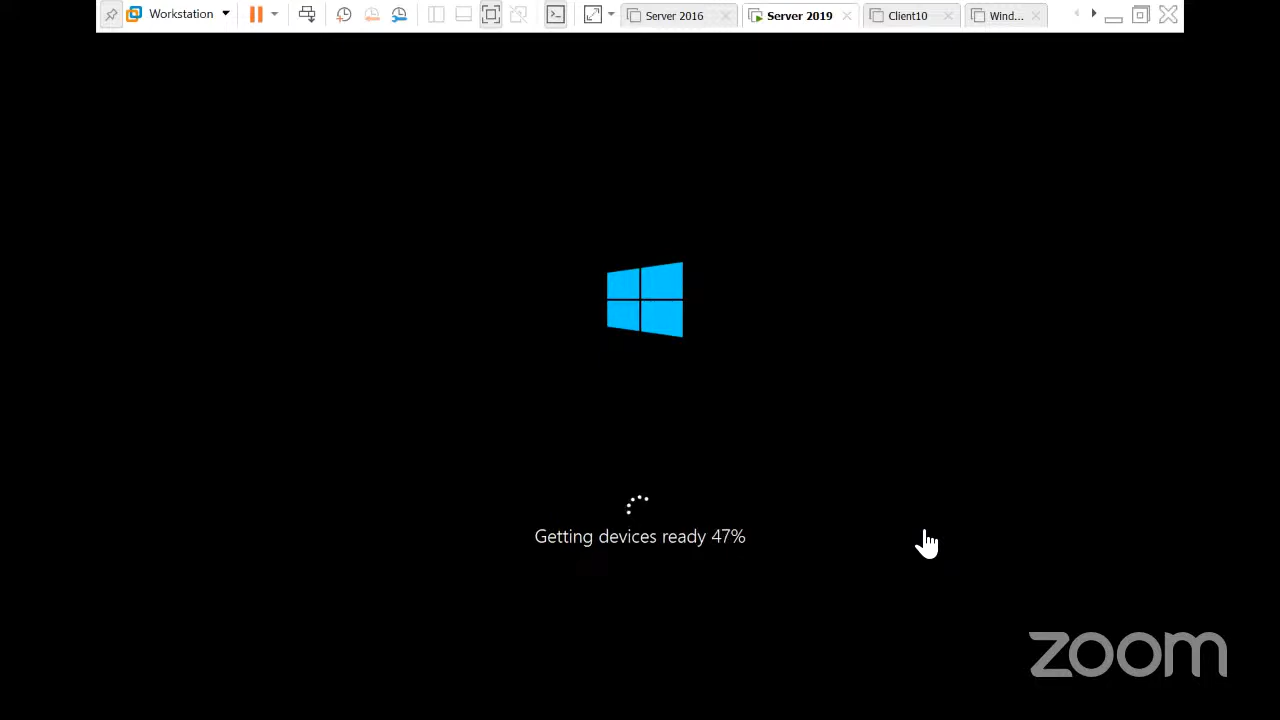 Workstation
Server 2016
Server 2019
Client10
Wind...
Getting devices ready 47%
zoom